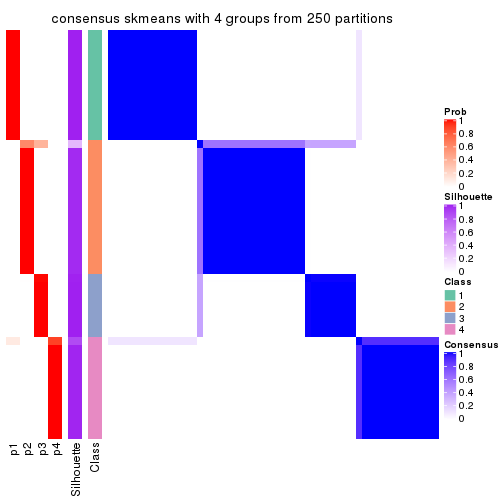 consensus skmeans with 4 groups from 250 partitions
Prob
1
0.8
0.6
0.4
0.2
0
Silhouette
1
0.8
0.6
0.4
0.2
0
Class
1
2
3
4
Consensus
1
0.8
0.6
0.4
0.2
0
p1
p2
p3
p4
Silhouette
Class